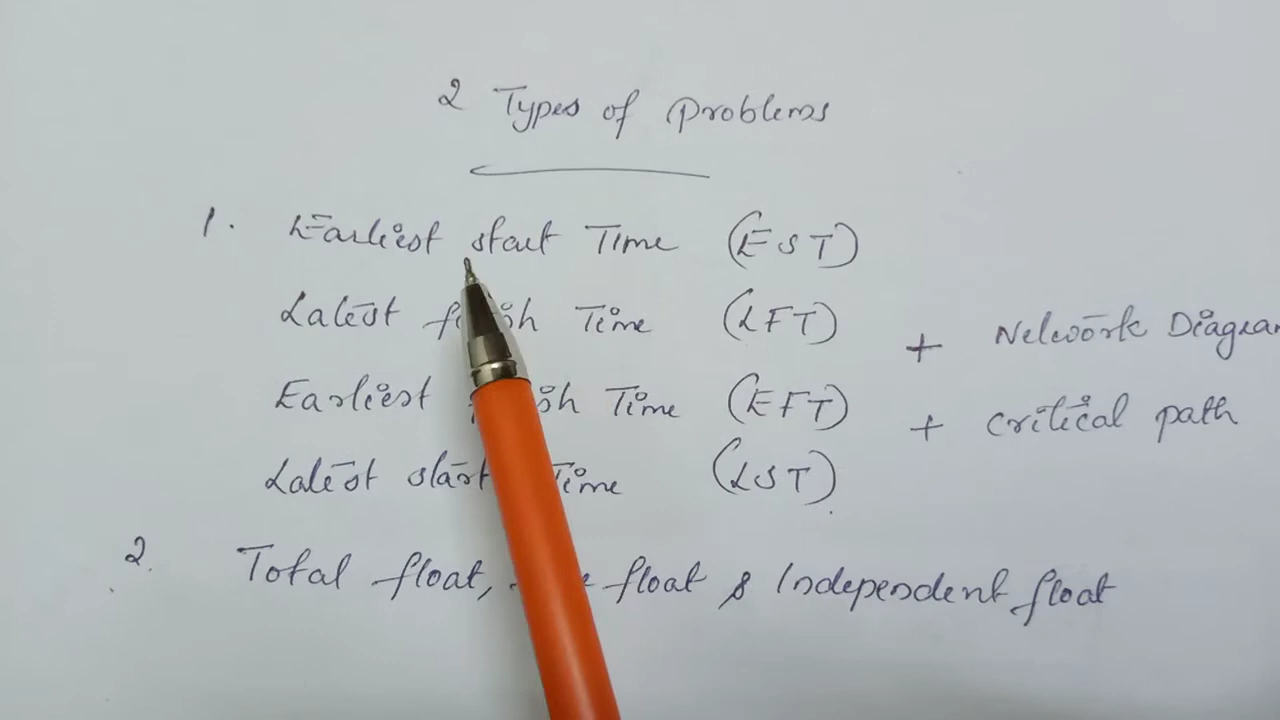 2 Types of Problems
1. Earliest start Time (EST)
Latest Time (LFT)
+ Network
Earliest Time (EFT)
+ Critical path
Latest start Time (LST)
2. Total float, float & Independent float